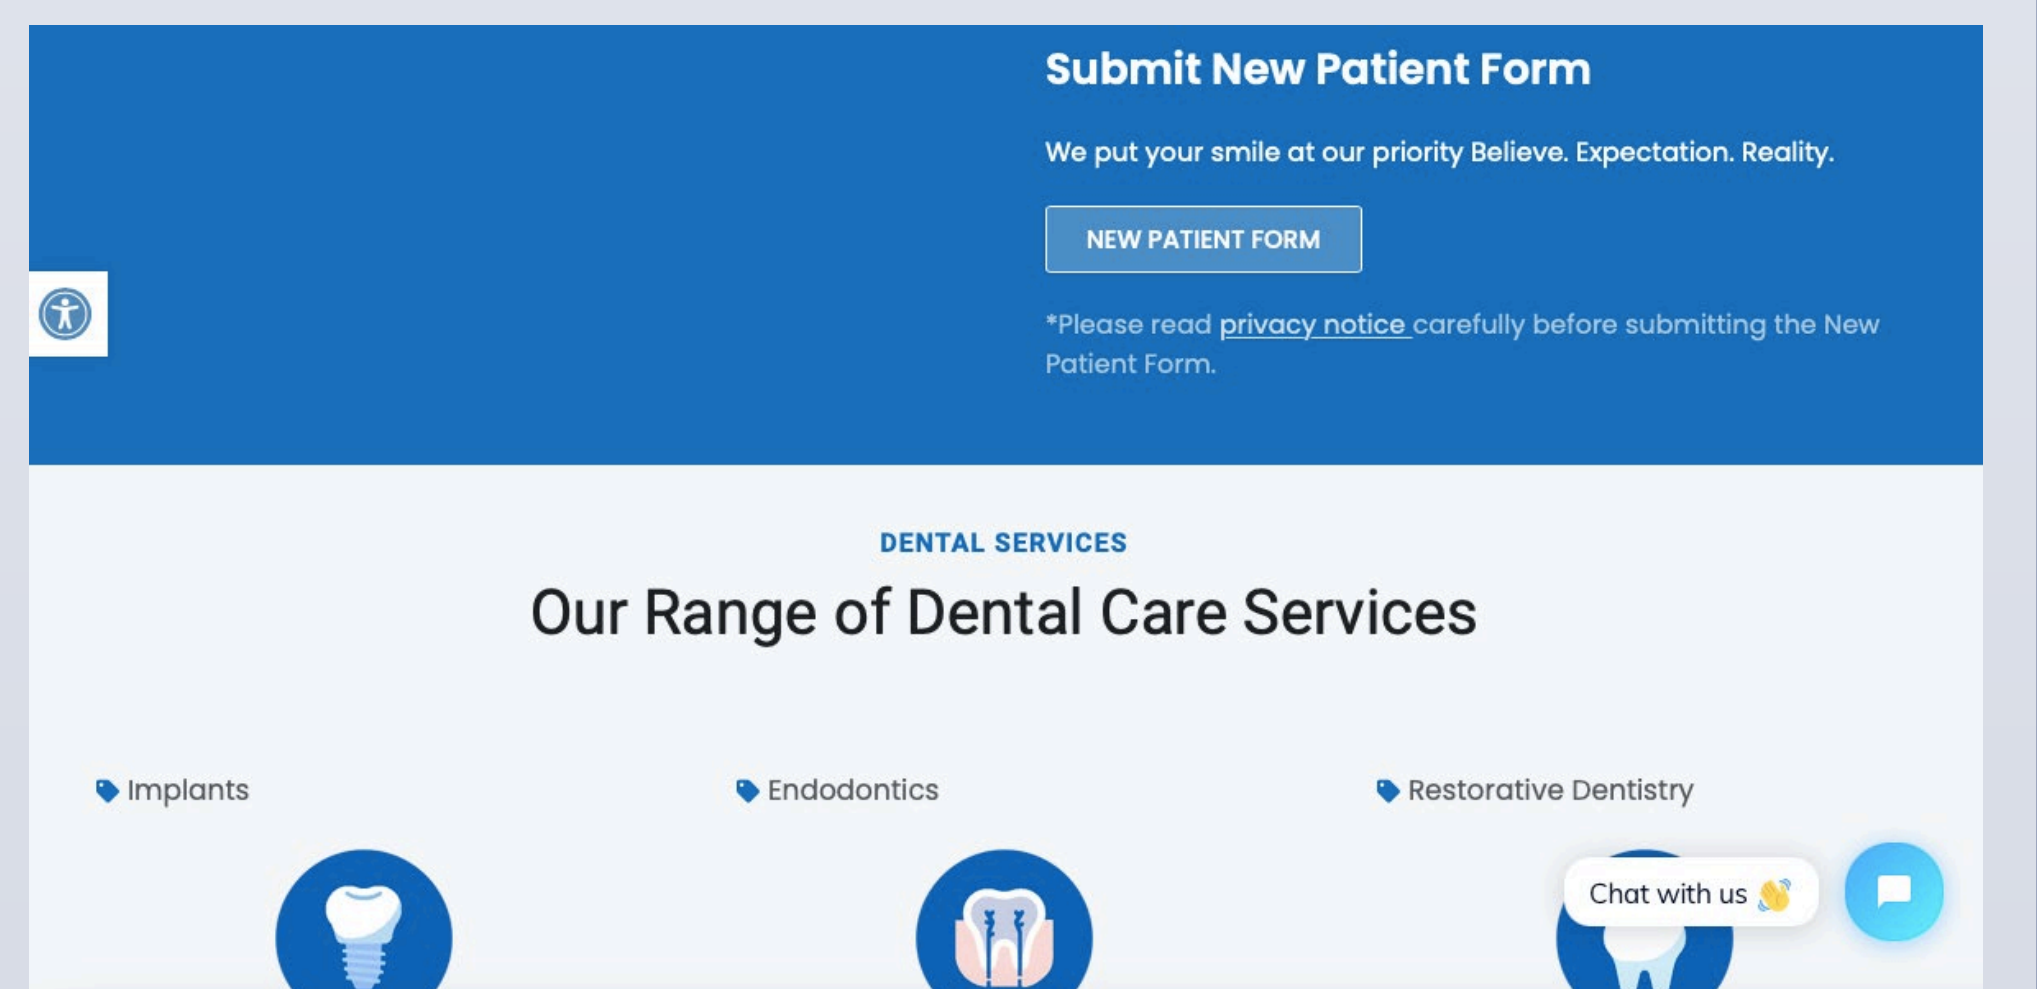 Submit New Patient Form
We put your smile at our priority Believe. Expectation. Reality.
NEW PATIENT FORM
*Please read privacy notice carefully before submitting the New
Patient Form.
DENTAL SERVICES
Our Range of Dental Care Services
Implants
Endodontics
Restorative Dentistry
Chat with us 👋